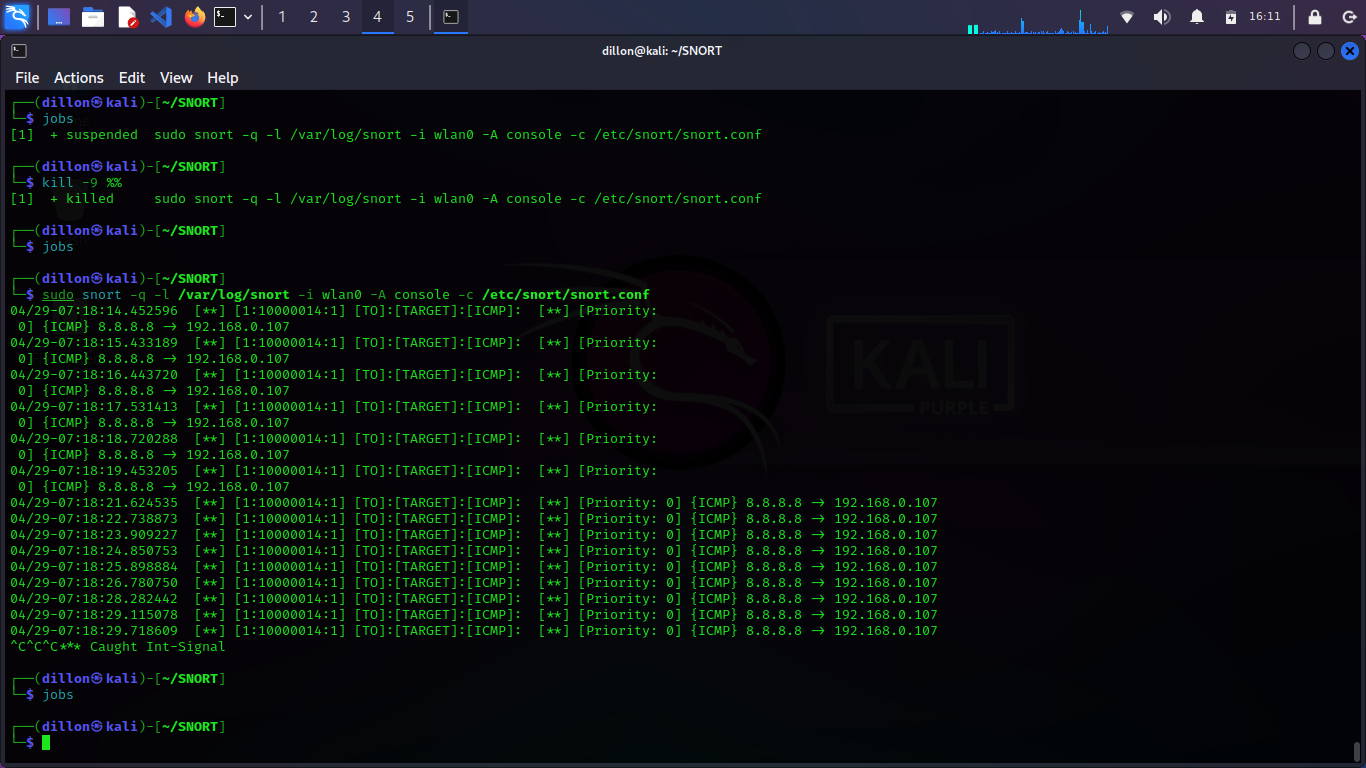 1 2 3 4 5 16:11
dillon@kali: ~/SNORT
File Actions Edit View Help
┌──(dillon㉿kali)-[~/SNORT]
└─$ jobs
[1]  + suspended  sudo snort -q -l /var/log/snort -i wlan0 -A console -c /etc/snort/snort.conf
┌──(dillon㉿kali)-[~/SNORT]
└─$ kill -9 %%
[1]  + killed     sudo snort -q -l /var/log/snort -i wlan0 -A console -c /etc/snort/snort.conf
┌──(dillon㉿kali)-[~/SNORT]
└─$ jobs
┌──(dillon㉿kali)-[~/SNORT]
└─$ sudo snort -q -l /var/log/snort -i wlan0 -A console -c /etc/snort/snort.conf
04/29-07:18:14.452596  [**] [1:10000014:1] [TO]:[TARGET]:[ICMP]:  [**] [Priority:
 0] {ICMP} 8.8.8.8 → 192.168.0.107
04/29-07:18:15.433189  [**] [1:10000014:1] [TO]:[TARGET]:[ICMP]:  [**] [Priority:
 0] {ICMP} 8.8.8.8 → 192.168.0.107
04/29-07:18:16.443720  [**] [1:10000014:1] [TO]:[TARGET]:[ICMP]:  [**] [Priority:
 0] {ICMP} 8.8.8.8 → 192.168.0.107
04/29-07:18:17.531413  [**] [1:10000014:1] [TO]:[TARGET]:[ICMP]:  [**] [Priority:
 0] {ICMP} 8.8.8.8 → 192.168.0.107
04/29-07:18:18.720288  [**] [1:10000014:1] [TO]:[TARGET]:[ICMP]:  [**] [Priority:
 0] {ICMP} 8.8.8.8 → 192.168.0.107
04/29-07:18:19.453205  [**] [1:10000014:1] [TO]:[TARGET]:[ICMP]:  [**] [Priority:
 0] {ICMP} 8.8.8.8 → 192.168.0.107
04/29-07:18:21.624535  [**] [1:10000014:1] [TO]:[TARGET]:[ICMP]:  [**] [Priority: 0] {ICMP} 8.8.8.8 → 192.168.0.107
04/29-07:18:22.738873  [**] [1:10000014:1] [TO]:[TARGET]:[ICMP]:  [**] [Priority: 0] {ICMP} 8.8.8.8 → 192.168.0.107
04/29-07:18:23.909227  [**] [1:10000014:1] [TO]:[TARGET]:[ICMP]:  [**] [Priority: 0] {ICMP} 8.8.8.8 → 192.168.0.107
04/29-07:18:24.850753  [**] [1:10000014:1] [TO]:[TARGET]:[ICMP]:  [**] [Priority: 0] {ICMP} 8.8.8.8 → 192.168.0.107
04/29-07:18:25.898884  [**] [1:10000014:1] [TO]:[TARGET]:[ICMP]:  [**] [Priority: 0] {ICMP} 8.8.8.8 → 192.168.0.107
04/29-07:18:26.780750  [**] [1:10000014:1] [TO]:[TARGET]:[ICMP]:  [**] [Priority: 0] {ICMP} 8.8.8.8 → 192.168.0.107
04/29-07:18:28.282442  [**] [1:10000014:1] [TO]:[TARGET]:[ICMP]:  [**] [Priority: 0] {ICMP} 8.8.8.8 → 192.168.0.107
04/29-07:18:29.115078  [**] [1:10000014:1] [TO]:[TARGET]:[ICMP]:  [**] [Priority: 0] {ICMP} 8.8.8.8 → 192.168.0.107
04/29-07:18:29.718609  [**] [1:10000014:1] [TO]:[TARGET]:[ICMP]:  [**] [Priority: 0] {ICMP} 8.8.8.8 → 192.168.0.107
^C^C^C*** Caught Int-Signal
┌──(dillon㉿kali)-[~/SNORT]
└─$ jobs
┌──(dillon㉿kali)-[~/SNORT]
└─$
KALI
PURPLE